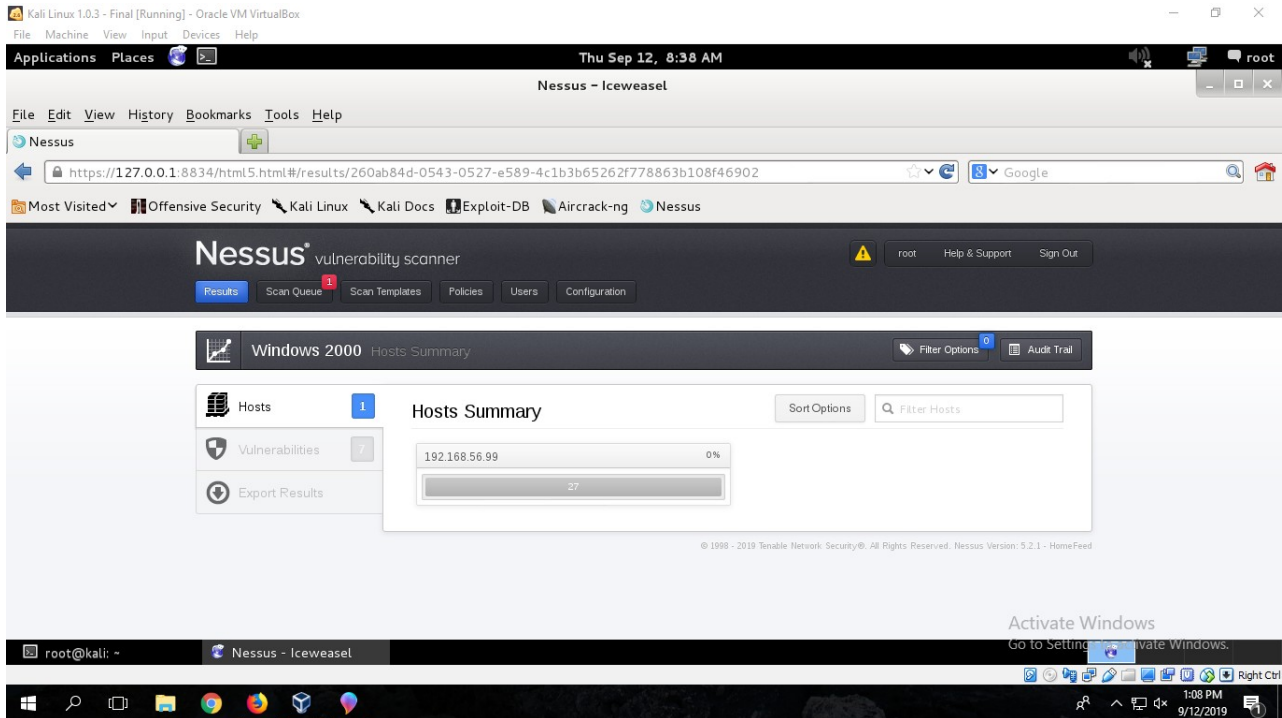 Kali Linux 1.0.3 - Final [Running] - Oracle VM VirtualBox
File Machine View Input Devices Help
Applications Places Thu Sep 12, 8:38 AM root
Nessus - Iceweasel
File Edit View History Bookmarks Tools Help
Nessus
https://127.0.0.1:8834/html5.html#/results/260ab84d-0543-0527-e589-4c1b3b65262f778863b108f46902 Google
Most Visited Offensive Security Kali Linux Kali Docs Exploit-DB Aircrack-ng Nessus
Nessus® vulnerability scanner root Help & Support Sign Out
Results Scan Queue 1 Scan Templates Policies Users Configuration
Windows 2000 Hosts Summary Filter Options 0 Audit Trail
Hosts 1
Hosts Summary Sort Options Filter Hosts
Vulnerabilities 7
192.168.56.99 0%
27
Export Results
© 1998 - 2019 Tenable Network Security®. All Rights Reserved. Nessus Version: 5.2.1 - HomeFeed
Activate Windows
Go to Settings to activate Windows.
root@kali: ~ Nessus - Iceweasel
Right Ctrl
1:08 PM
9/12/2019
1